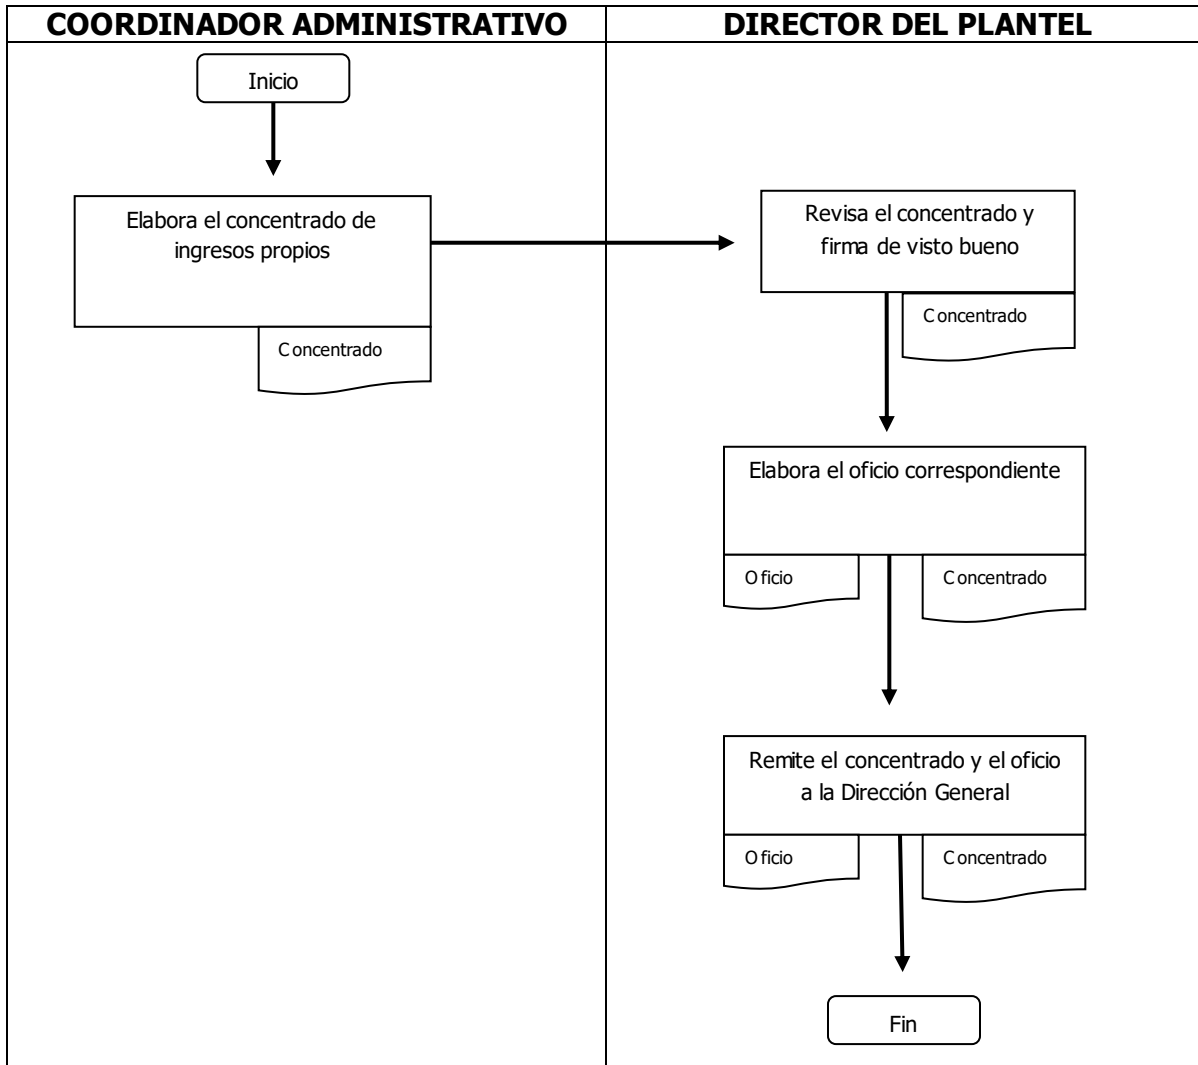 COORDINADOR ADMINISTRATIVO
DIRECTOR DEL PLANTEL
Inicio
Elabora el concentrado de
ingresos propios
Concentrado
Revisa el concentrado y
firma de visto bueno
Concentrado
Elabora el oficio correspondiente
Oficio
Concentrado
Remite el concentrado y el oficio
a la Dirección General
Oficio
Concentrado
Fin